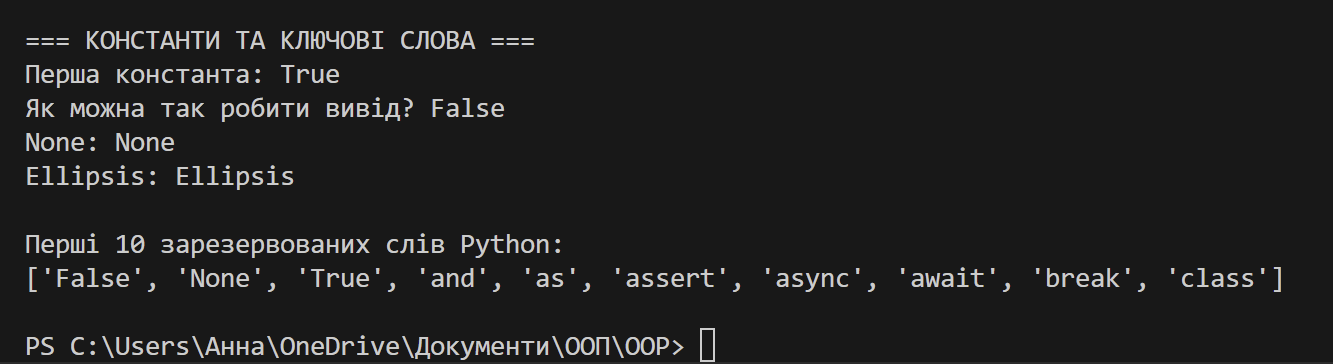 === КОНСТАНТИ ТА КЛЮЧОВІ СЛОВА ===
Перша константа: True
Як можна так робити вивід? False
None: None
Ellipsis: Ellipsis
Перші 10 зарезервованих слів Python:
['False', 'None', 'True', 'and', 'as', 'assert', 'async', 'await', 'break', 'class']
PS C:\Users\Анна\OneDrive\Документи\ООП\OOP>